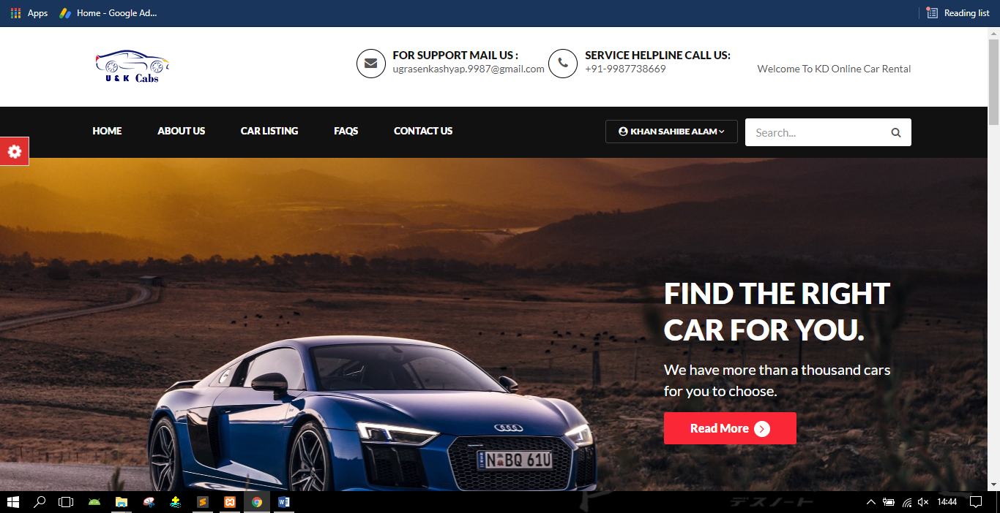 Apps
Home - Google Ad...
Reading list
U & K Cabs
FOR SUPPORT MAIL US :
ugrasenkashyap.9987@gmail.com
SERVICE HELPLINE CALL US:
+91-9987738669
Welcome To KD Online Car Rental
HOME
ABOUT US
CAR LISTING
FAQS
CONTACT US
KHAN SAHIBE ALAM
Search...
FIND THE RIGHT
CAR FOR YOU.
We have more than a thousand cars
for you to choose.
Read More
N•BQ 61U
デスノート
14:44